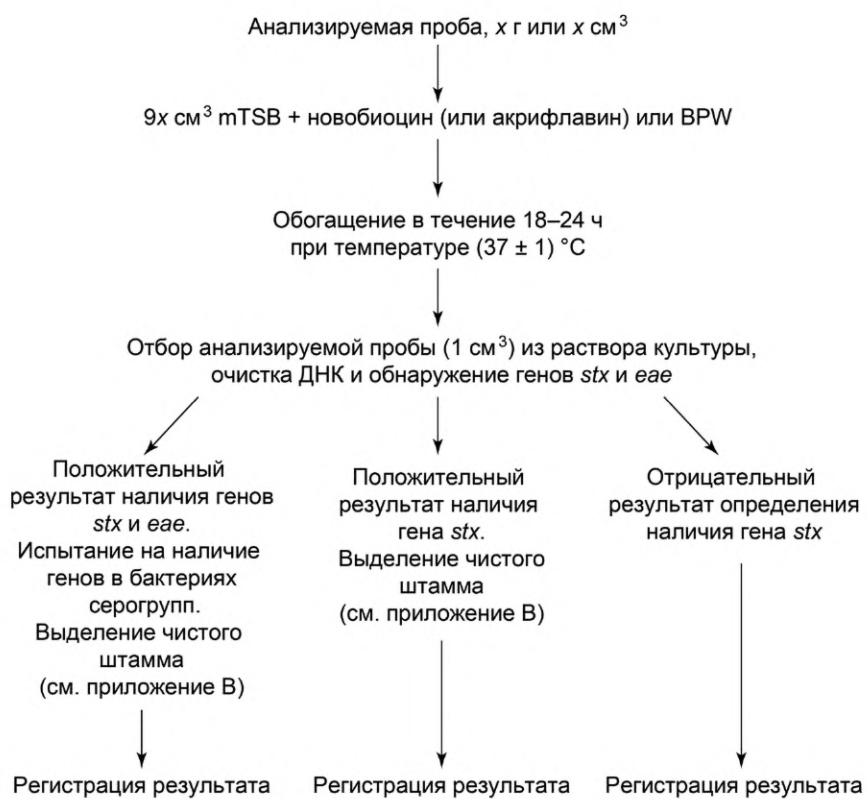 Анализируемая проба, x г или x см³
9x см³ mTSB + новобиоцин (или акрифлавин) или BPW
Обогащение в течение 18–24 ч
при температуре (37 ± 1) °C
Отбор анализируемой пробы (1 см³) из раствора культуры,
очистка ДНК и обнаружение генов stx и eae
Положительный
результат наличия генов
stx и eae.
Испытание на наличие
генов в бактериях
серогрупп.
Выделение чистого
штамма
(см. приложение В)
Положительный
результат наличия
гена stx.
Выделение чистого
штамма
(см. приложение В)
Отрицательный
результат определения
наличия гена stx
Регистрация результата
Регистрация результата
Регистрация результата